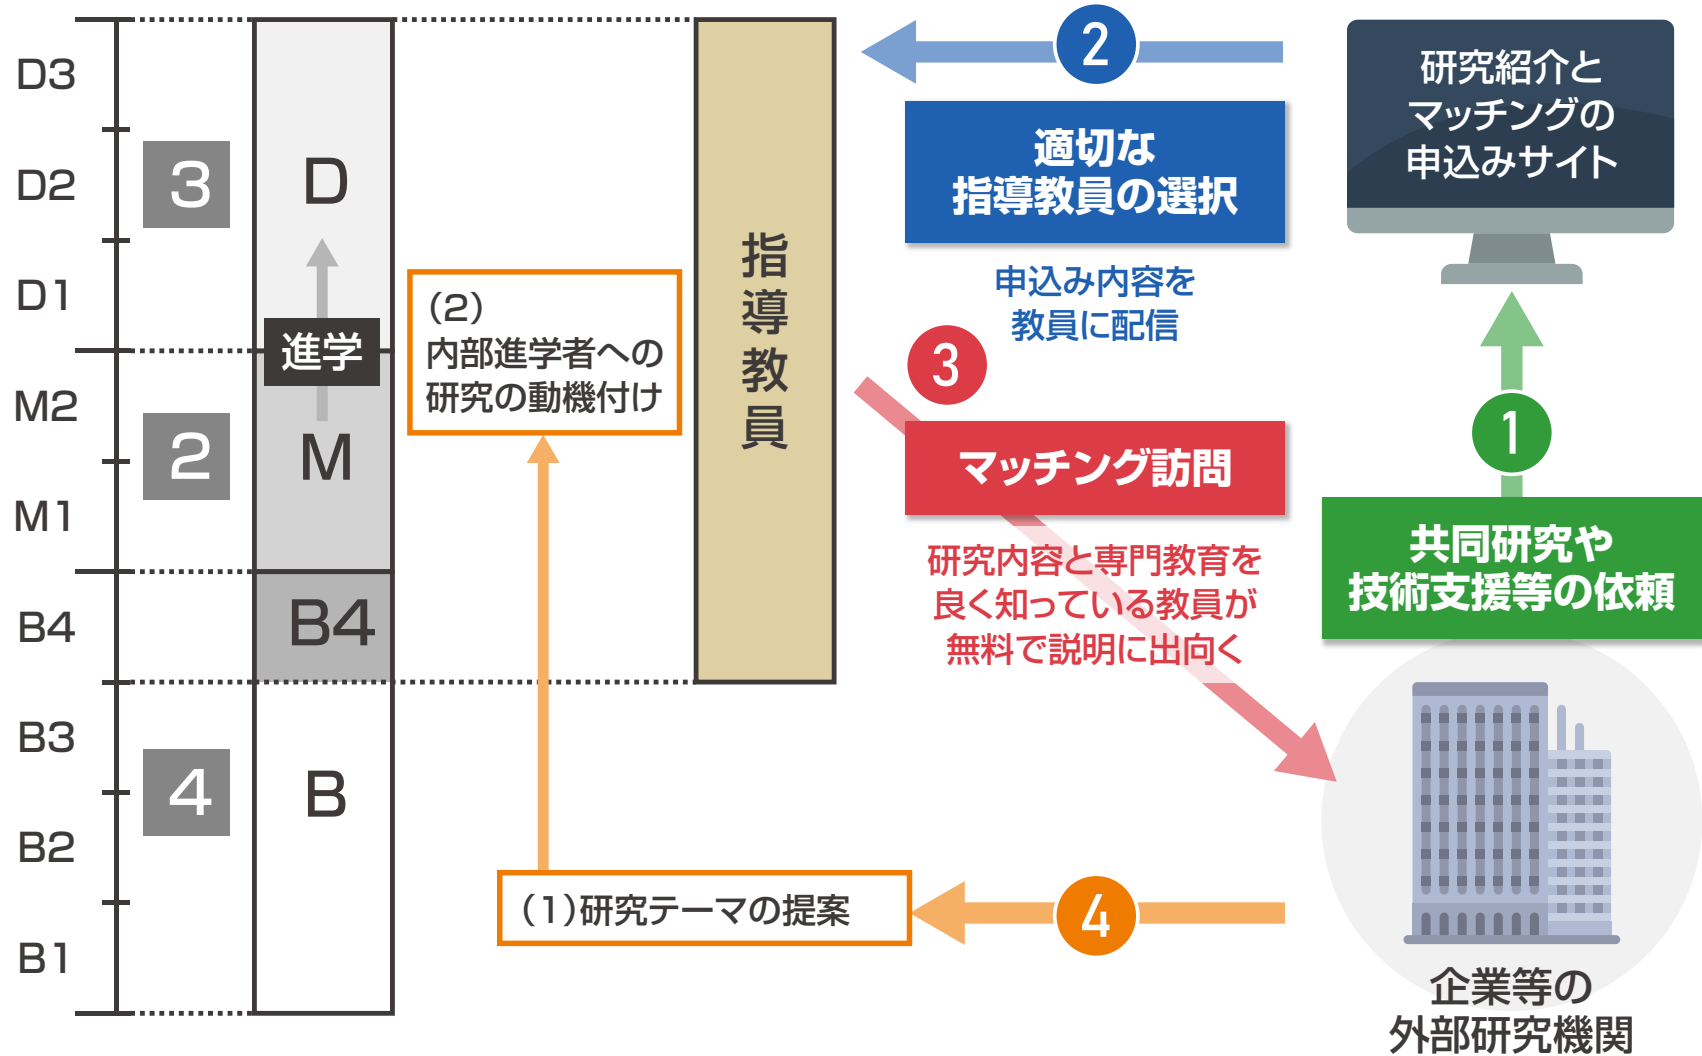 D3
D2
D1
M2
M1
B4
B3
B2
B1
3
2
4
D
進学
M
B4
B
(2)
内部進学者への
研究の動機付け
指導教員
2
適切な
指導教員の選択
申込み内容を
教員に配信
3
マッチング訪問
研究内容と専門教育を
良く知っている教員が
無料で説明に出向く
研究紹介と
マッチングの
申込みサイト
1
共同研究や
技術支援等の依頼
(1)研究テーマの提案
4
企業等の
外部研究機関